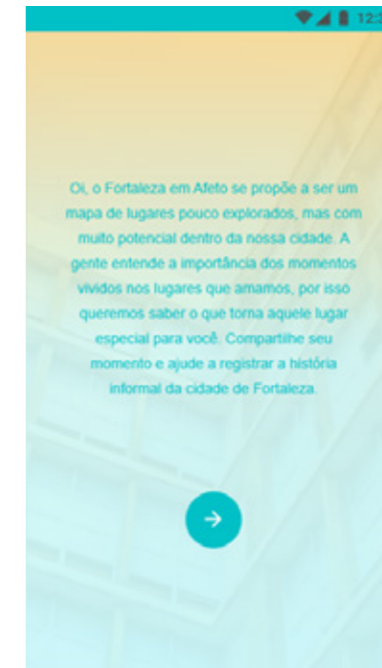 12:3
Oi, o Fortaleza em Afeto se propõe a ser um
mapa de lugares pouco explorados, mas com
muito potencial dentro da nossa cidade. A
gente entende a importância dos momentos
vividos nos lugares que amamos, por isso
queremos saber o que torna aquele lugar
especial para você. Compartilhe seu
momento e ajude a registrar a história
informal da cidade de Fortaleza.